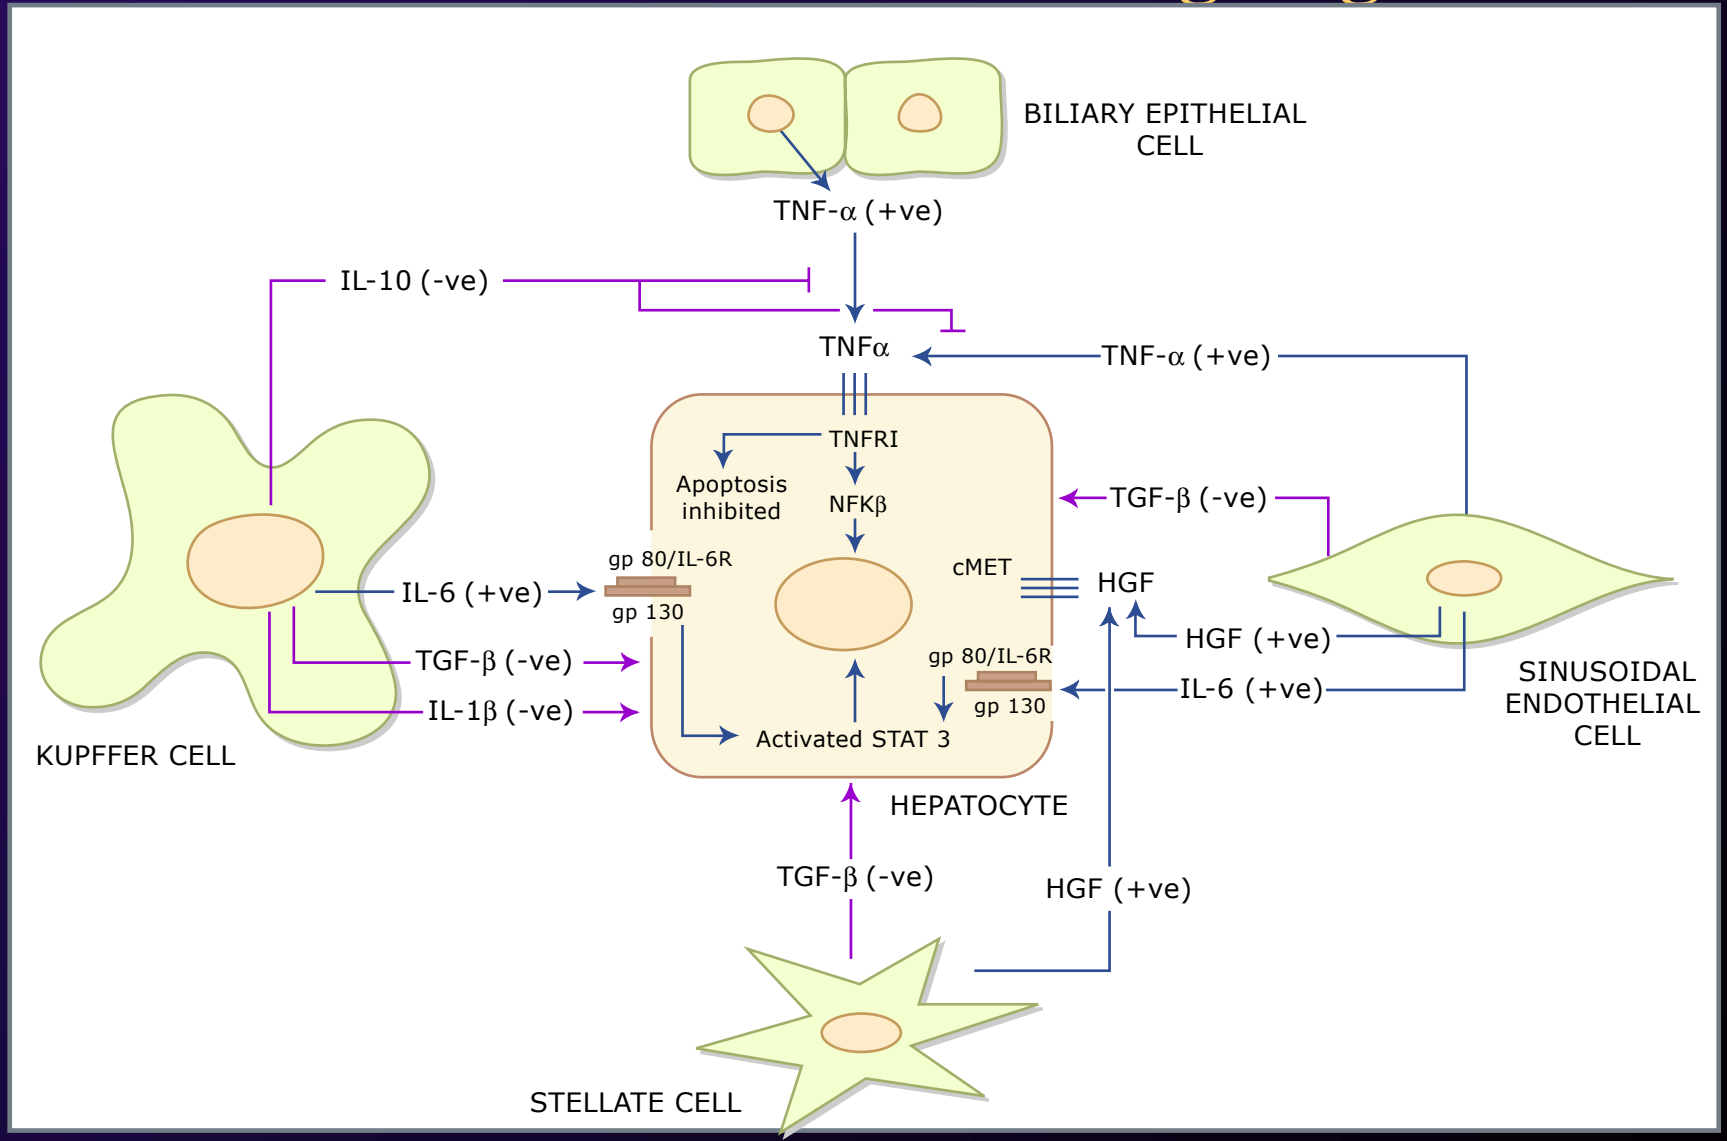 BILIARY EPITHELIAL
CELL
TNF-α (+ve)
IL-10 (-ve)
TNFα
TNF-α (+ve)
TNFRI
Apoptosis
inhibited
NFKβ
TGF-β (-ve)
gp 80/IL-6R
gp 130
cMET
HGF
IL-6 (+ve)
TGF-β (-ve)
IL-1β (-ve)
KUPFFER CELL
HGF (+ve)
gp 80/IL-6R
gp 130
IL-6 (+ve)
SINUSOIDAL
ENDOTHELIAL
CELL
Activated STAT 3
HEPATOCYTE
TGF-β (-ve)
HGF (+ve)
STELLATE CELL